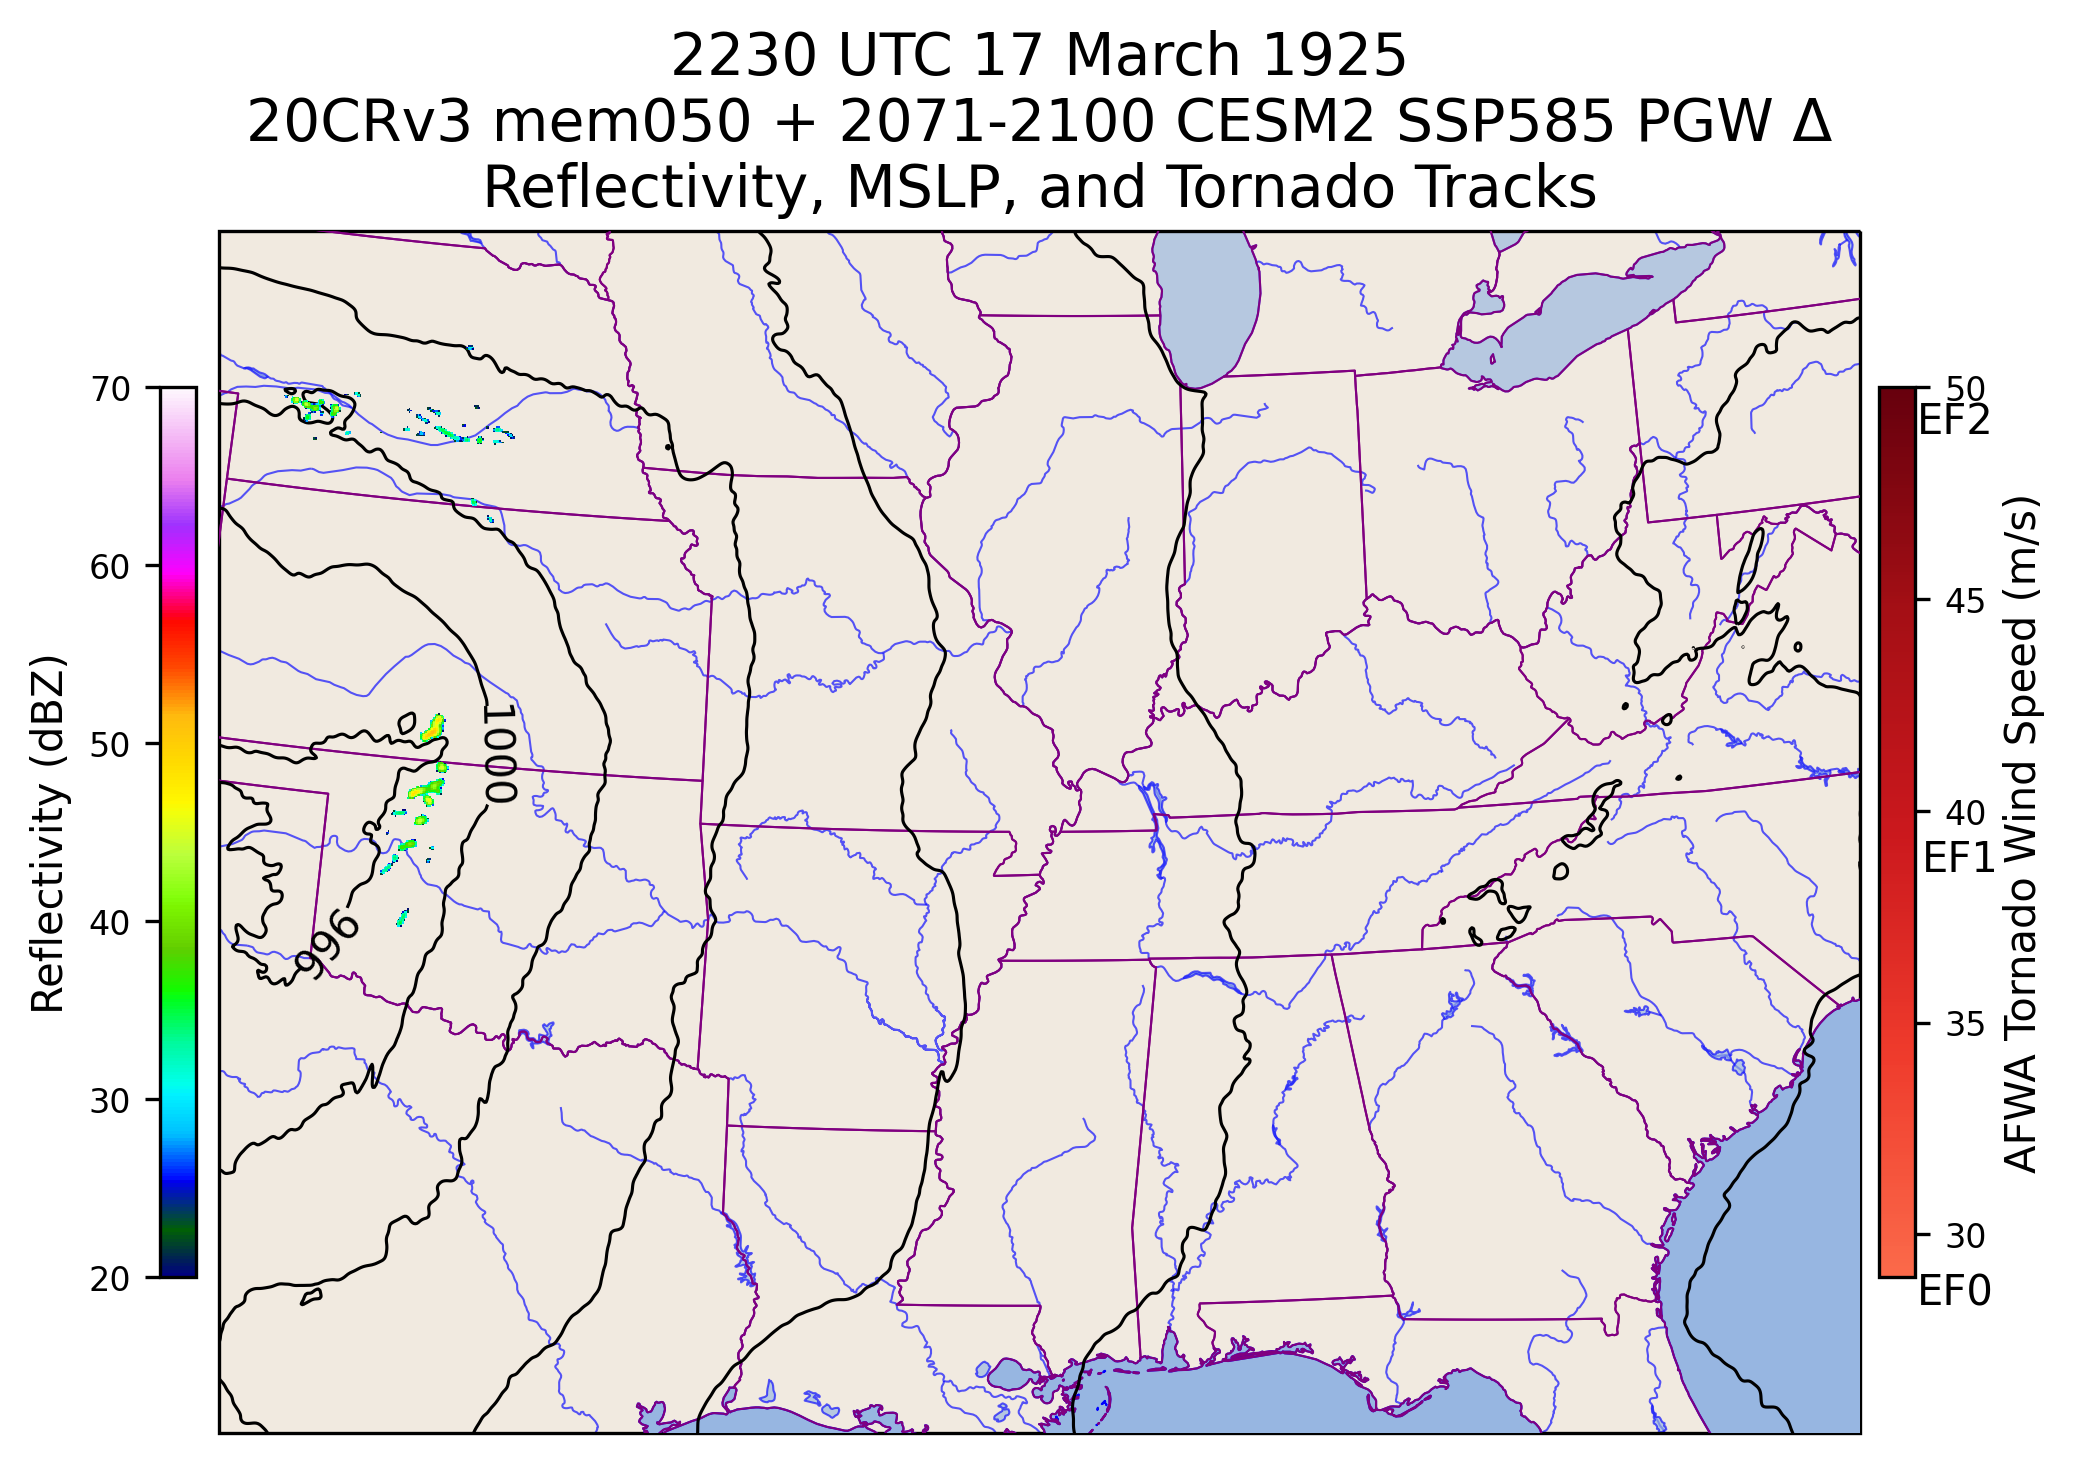 2230 UTC 17 March 1925
20CRv3 mem050 + 2071-2100 CESM2 SSP585 PGW Δ
Reflectivity, MSLP, and Tornado Tracks
70
60
50
40
30
20
Reflectivity (dBZ)
1000
996
50
EF2
45
40
EF1
35
30
EF0
AFWA Tornado Wind Speed (m/s)